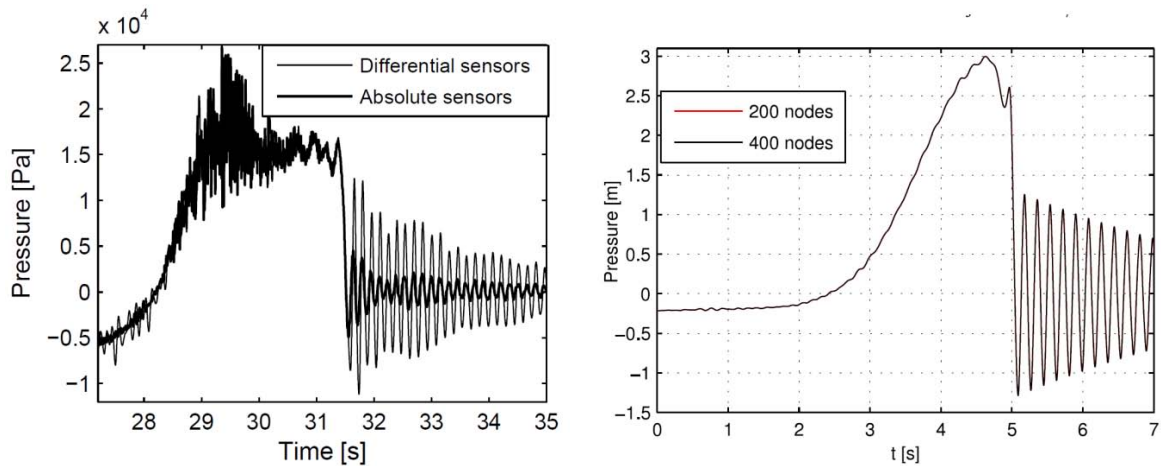 x 10⁴
2.5
2
1.5
1
0.5
0
−0.5
−1
Pressure [Pa]
Differential sensors
Absolute sensors
28 29 30 31 32 33 34 35
Time [s]
3
2.5
2
1.5
1
0.5
0
−0.5
−1
−1.5
Pressure [m]
200 nodes
400 nodes
0 1 2 3 4 5 6 7
t [s]